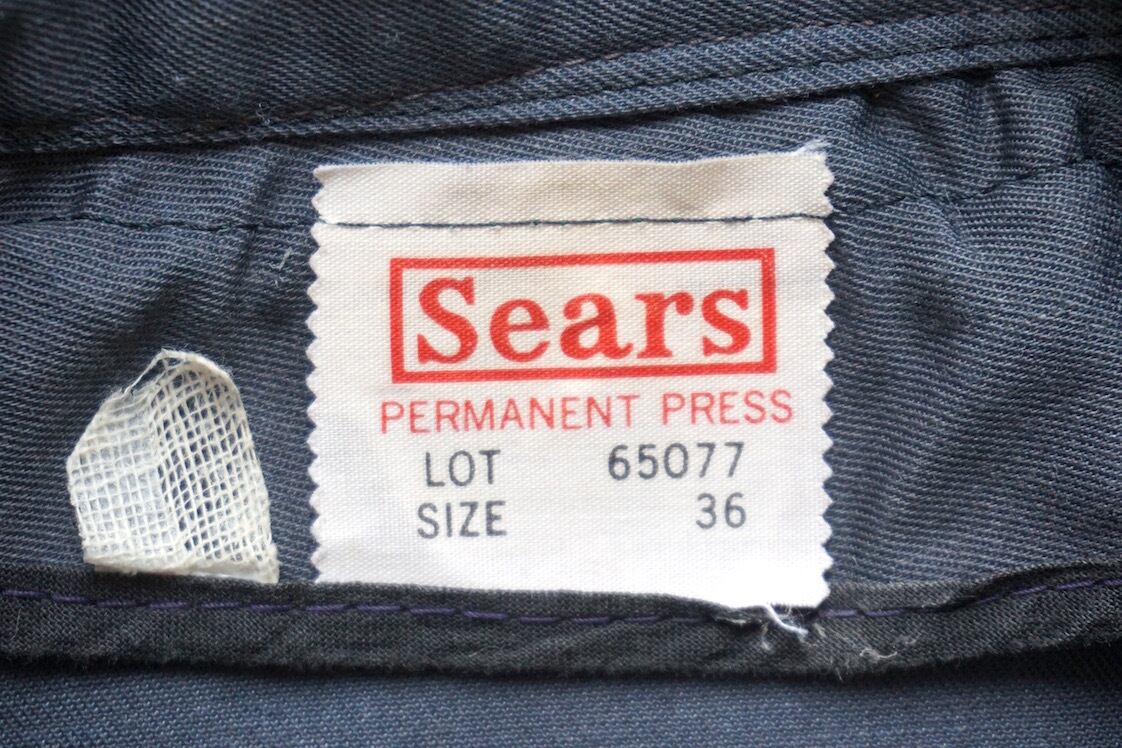 Sears
PERMANENT PRESS
LOT 65077
SIZE 36